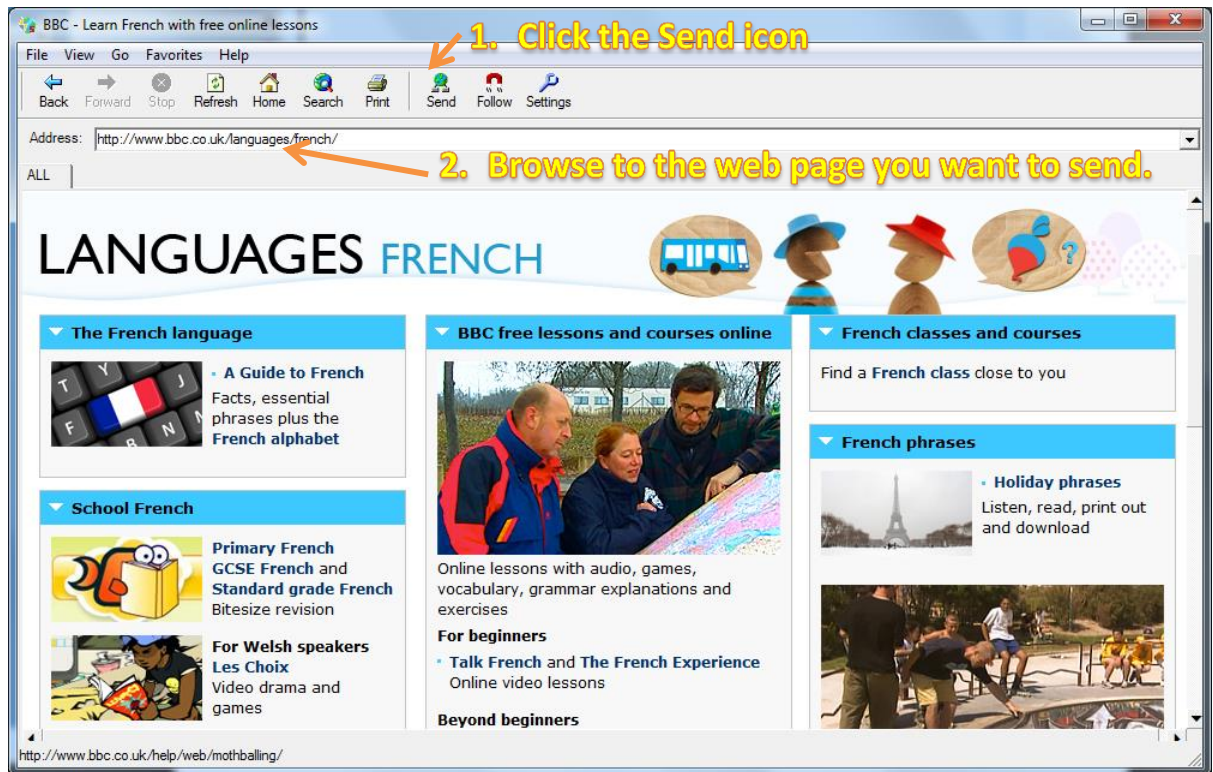 BBC - Learn French with free online lessons
1. Click the Send icon
File View Go Favorites Help
Back Forward Stop Refresh Home Search Print Send Follow Settings
Address: http://www.bbc.co.uk/languages/french/
2. Browse to the web page you want to send.
ALL
LANGUAGES FRENCH
?
The French language
T Y J F B N
A Guide to French
Facts, essential
phrases plus the
French alphabet
School French
Primary French
GCSE French and
Standard grade French
Bitesize revision
For Welsh speakers
Les Choix
Video drama and
games
BBC free lessons and courses online
Online lessons with audio, games,
vocabulary, grammar explanations and
exercises
For beginners
Talk French and The French Experience
Online video lessons
Beyond beginners
French classes and courses
Find a French class close to you
French phrases
Holiday phrases
Listen, read, print out
and download
http://www.bbc.co.uk/help/web/mothballing/